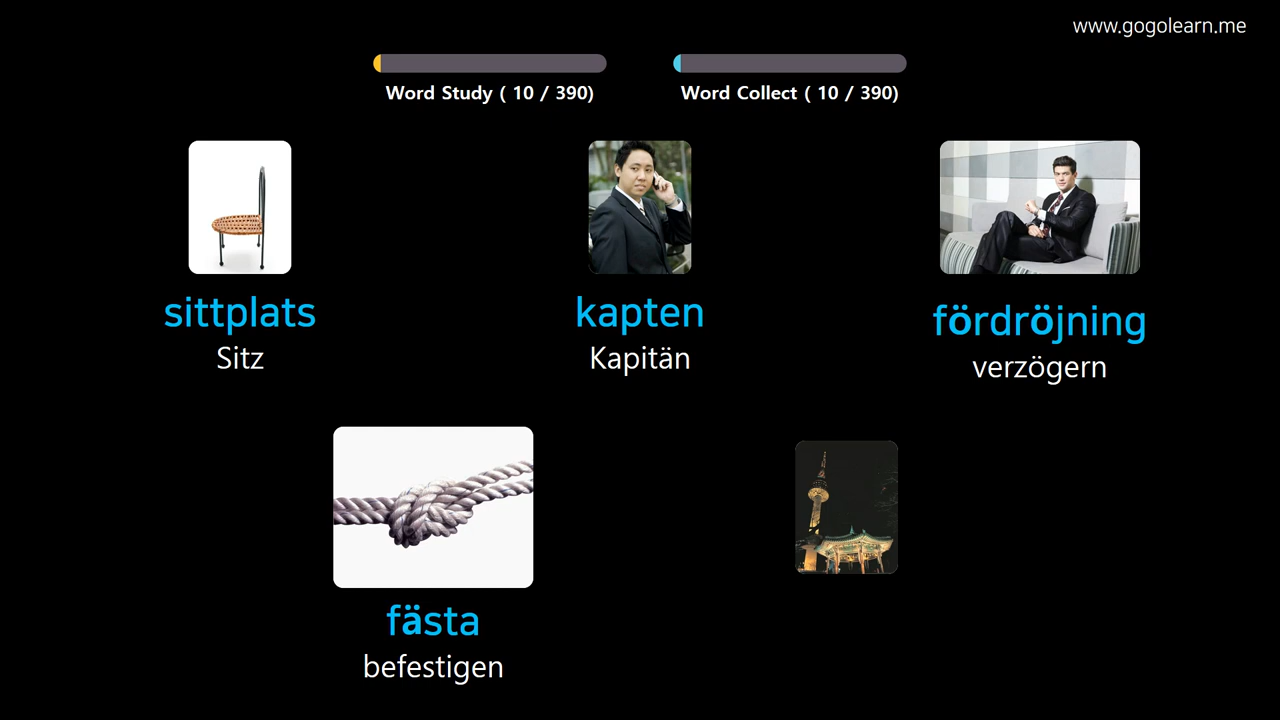 www.gogolearn.me
Word Study ( 10 / 390)
Word Collect ( 10 / 390)
sittplats
Sitz
kapten
Kapitän
fördröjning
verzögern
fästa
befestigen